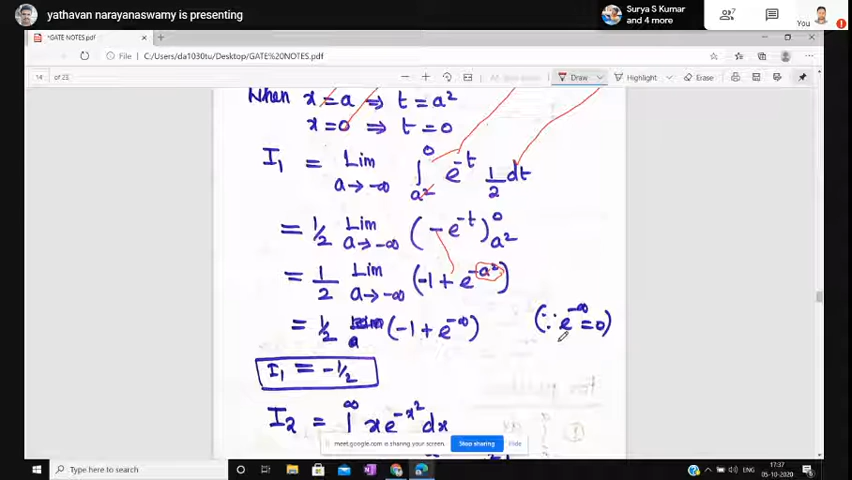 yathavan narayanaswamy is presenting
Surya S Kumar
and 4 more
7
You
*GATE NOTES.pdf
File C:/Users/da1030tu/Desktop/GATE%20NOTES.pdf
14 of 23
Draw
Highlight
Erase
When x = a ⇒ t = a²
x = 0 ⇒ t = 0
I₁ = Lim a→-∞ ∫_{a²}^{0} e^{-t} 1/2 dt
= 1/2 Lim a→-∞ (-e^{-t})_{a²}^{0}
= 1/2 Lim a→-∞ (-1 + e^{-a²})
= 1/2 (-1 + e^{-∞}) (∵ e^{-∞} = 0)
I₁ = -1/2
I₂ = ∫^{∞} x e^{-x²} dx
meet.google.com is sharing your screen.
Stop sharing
Hide
Type here to search
17:37
05-10-2020